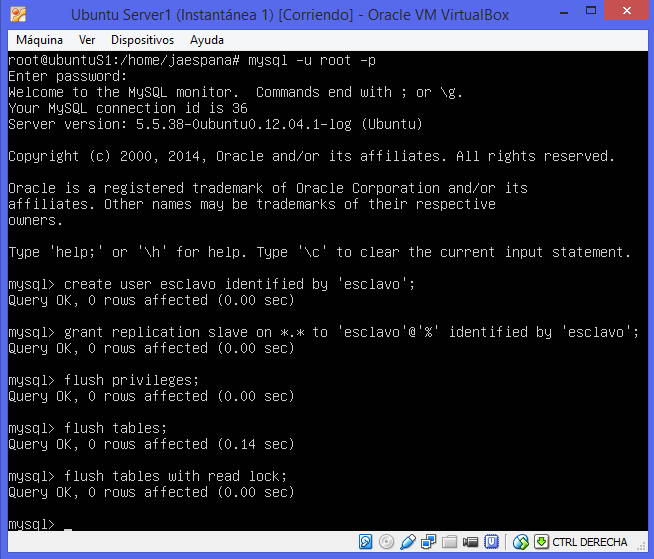 Ubuntu Server1 (Instantánea 1) [Corriendo] - Oracle VM VirtualBox
Máquina Ver Dispositivos Ayuda
root@ubuntuS1:/home/jaespana# mysql -u root -p
Enter password:
Welcome to the MySQL monitor.  Commands end with ; or \g.
Your MySQL connection id is 36
Server version: 5.5.38-0ubuntu0.12.04.1-log (Ubuntu)
Copyright (c) 2000, 2014, Oracle and/or its affiliates. All rights reserved.
Oracle is a registered trademark of Oracle Corporation and/or its
affiliates. Other names may be trademarks of their respective
owners.
Type 'help;' or '\h' for help. Type '\c' to clear the current input statement.
mysql> create user esclavo identified by 'esclavo';
Query OK, 0 rows affected (0.00 sec)
mysql> grant replication slave on *.* to 'esclavo'@'%' identified by 'esclavo';
Query OK, 0 rows affected (0.00 sec)
mysql> flush privileges;
Query OK, 0 rows affected (0.00 sec)
mysql> flush tables;
Query OK, 0 rows affected (0.14 sec)
mysql> flush tables with read lock;
Query OK, 0 rows affected (0.00 sec)
mysql> _
CTRL DERECHA